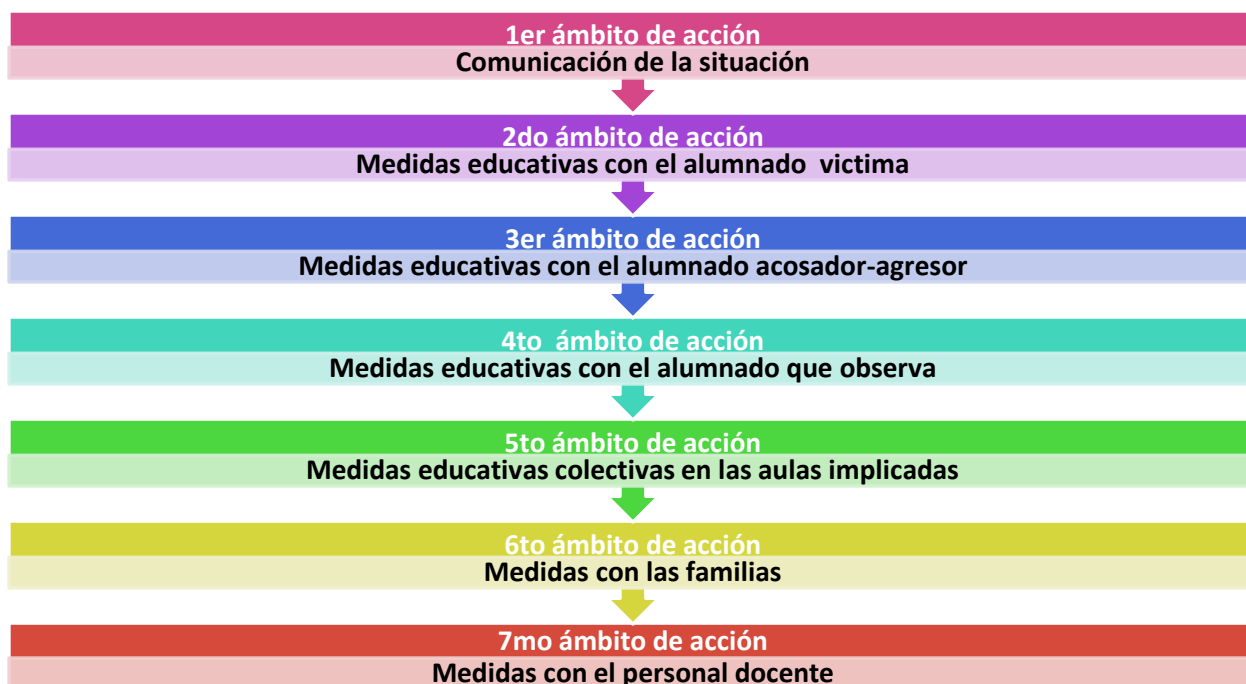 1er ámbito de acción
Comunicación de la situación
2do ámbito de acción
Medidas educativas con el alumnado victima
3er ámbito de acción
Medidas educativas con el alumnado acosador-agresor
4to ámbito de acción
Medidas educativas con el alumnado que observa
5to ámbito de acción
Medidas educativas colectivas en las aulas implicadas
6to ámbito de acción
Medidas con las familias
7mo ámbito de acción
Medidas con el personal docente